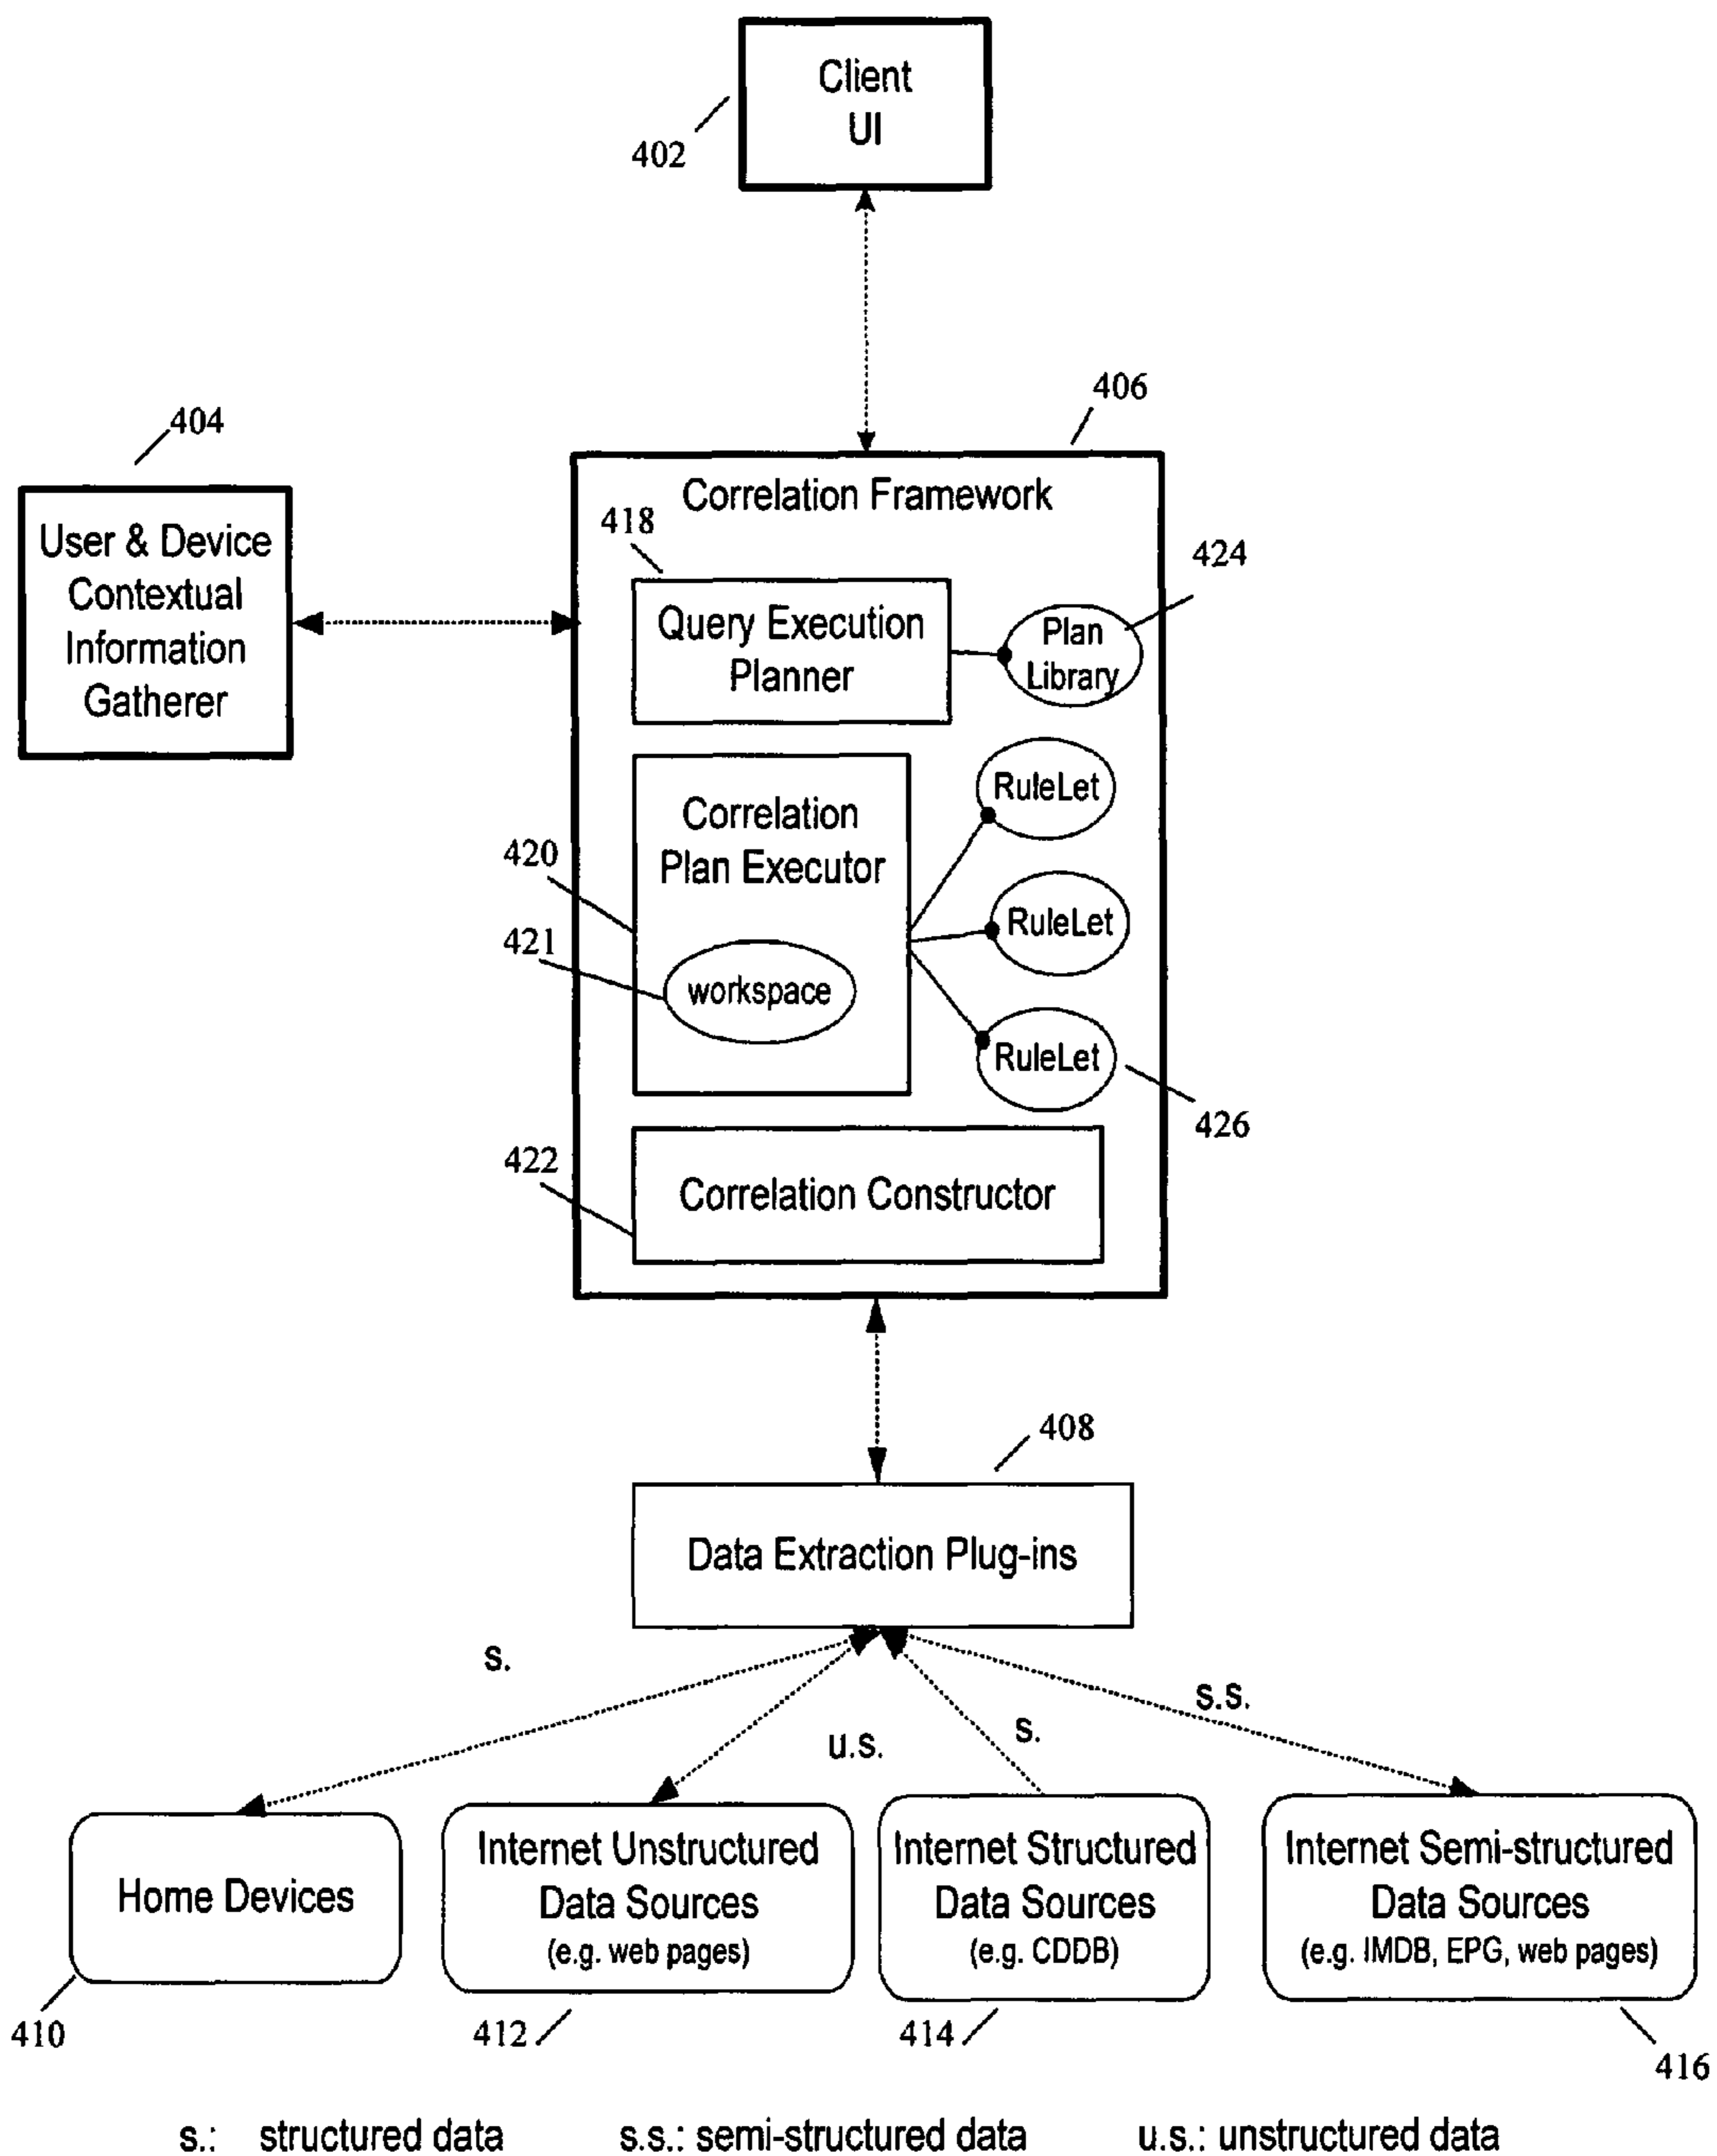 Client
UI
402
406
404
User & Device
Contextual
Information
Gatherer
Correlation Framework
418
424
Query Execution
Planner
Plan
Library
RuleLet
Correlation
Plan Executor
420
RuleLet
421
workspace
RuleLet
426
422
Correlation Constructor
408
Data Extraction Plug-ins
s.
u.s.
s.
s.s.
Home Devices
Internet Unstructured
Data Sources
(e.g. web pages)
Internet Structured
Data Sources
(e.g. CDDB)
Internet Semi-structured
Data Sources
(e.g. IMDB, EPG, web pages)
410
412
414
416
s.: structured data
s.s.: semi-structured data
u.s.: unstructured data